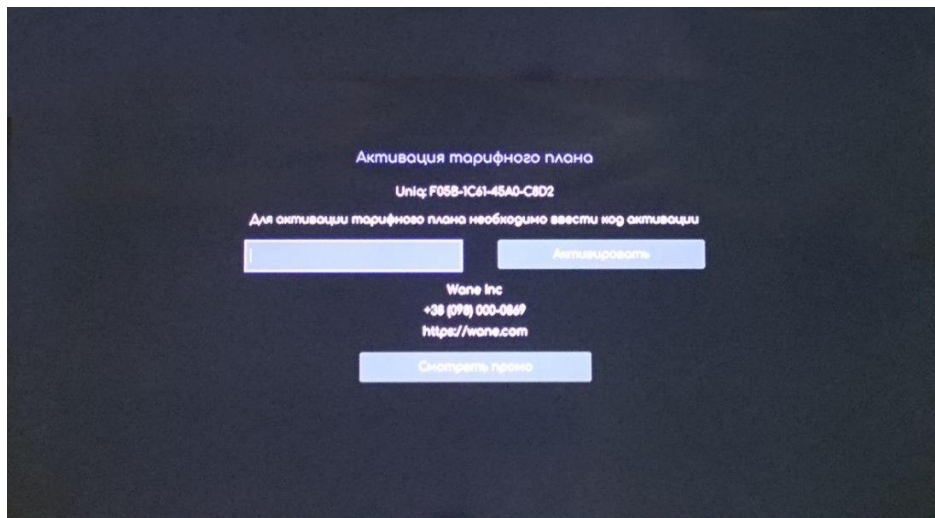 Активация тарифного плана
Uniq: F05B-1C61-45A0-C8D2
Для активации тарифного плана необходимо ввести код активации
Активировать
Wane Inc
+38 (098) 000-0869
https://wane.com
Смотреть промо